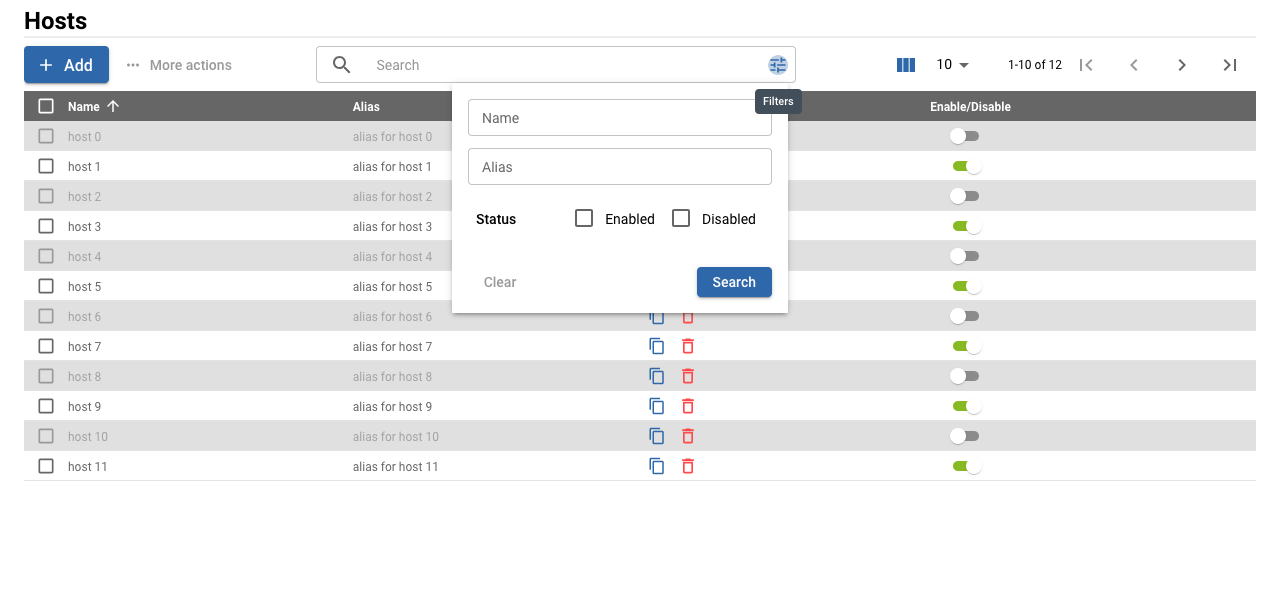 Hosts
Add
More actions
Search
10
1-10 of 12
Filters
Name
Alias
Enable/Disable
Name
Alias
Status
Enabled
Disabled
Clear
Search
host 0
alias for host 0
host 1
alias for host 1
host 2
alias for host 2
host 3
alias for host 3
host 4
alias for host 4
host 5
alias for host 5
host 6
alias for host 6
host 7
alias for host 7
host 8
alias for host 8
host 9
alias for host 9
host 10
alias for host 10
host 11
alias for host 11